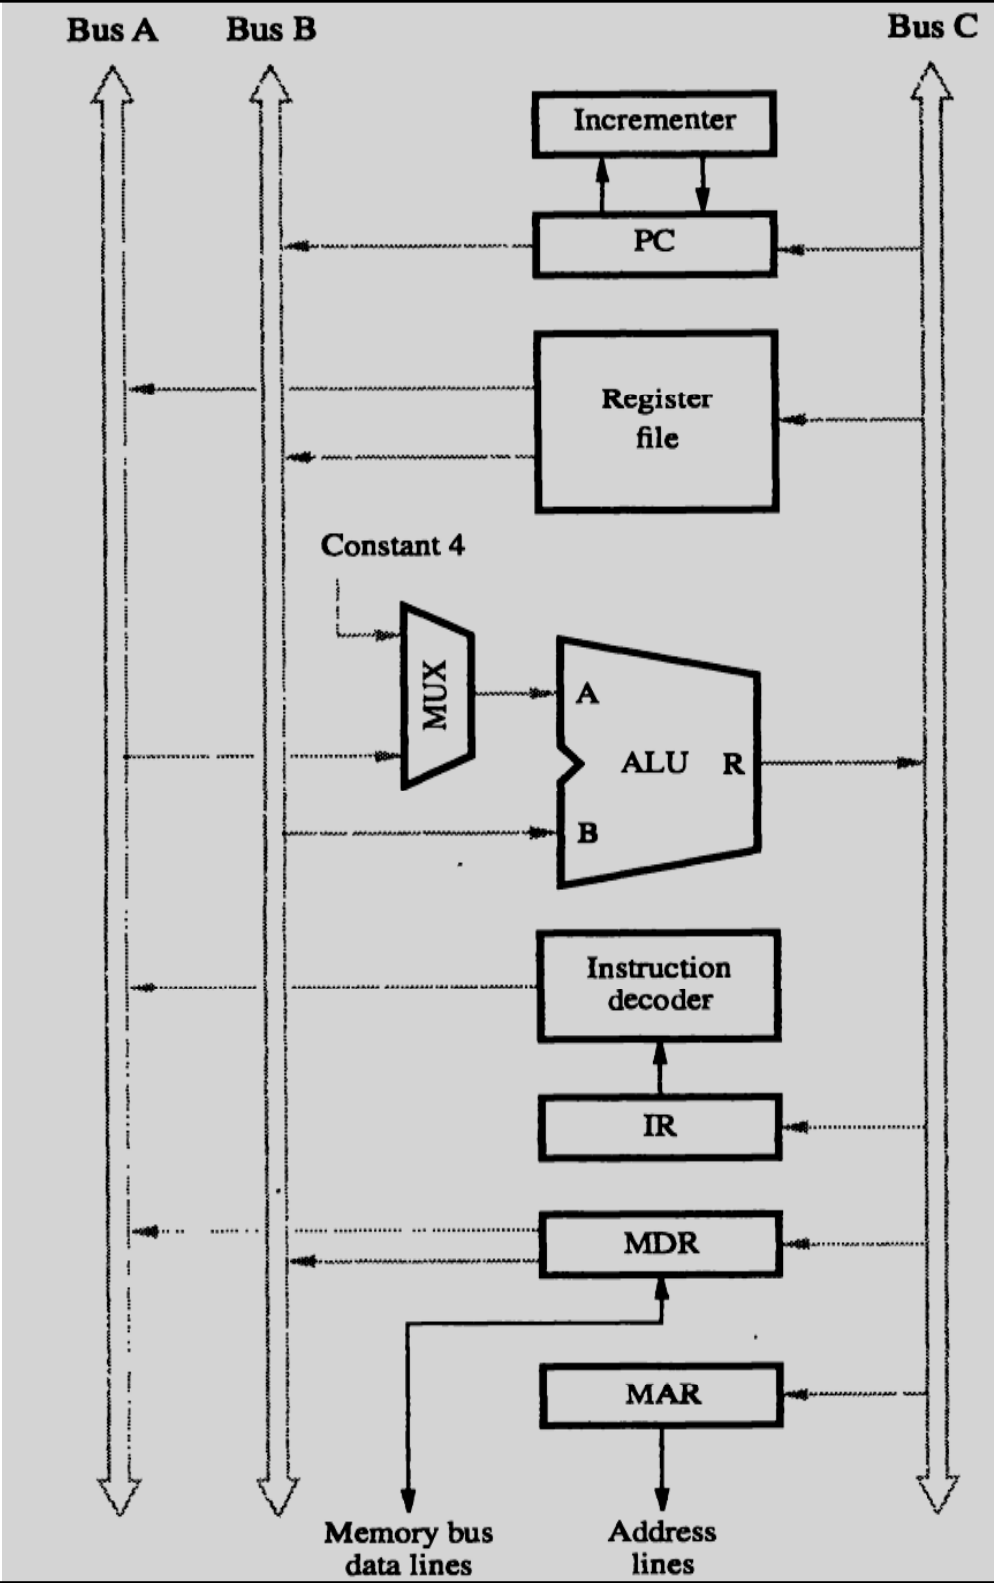 Bus A
Bus B
Bus C
Incrementer
PC
Register
file
Constant 4
MUX
A
ALU
R
B
Instruction
decoder
IR
MDR
MAR
Memory bus
data lines
Address
lines